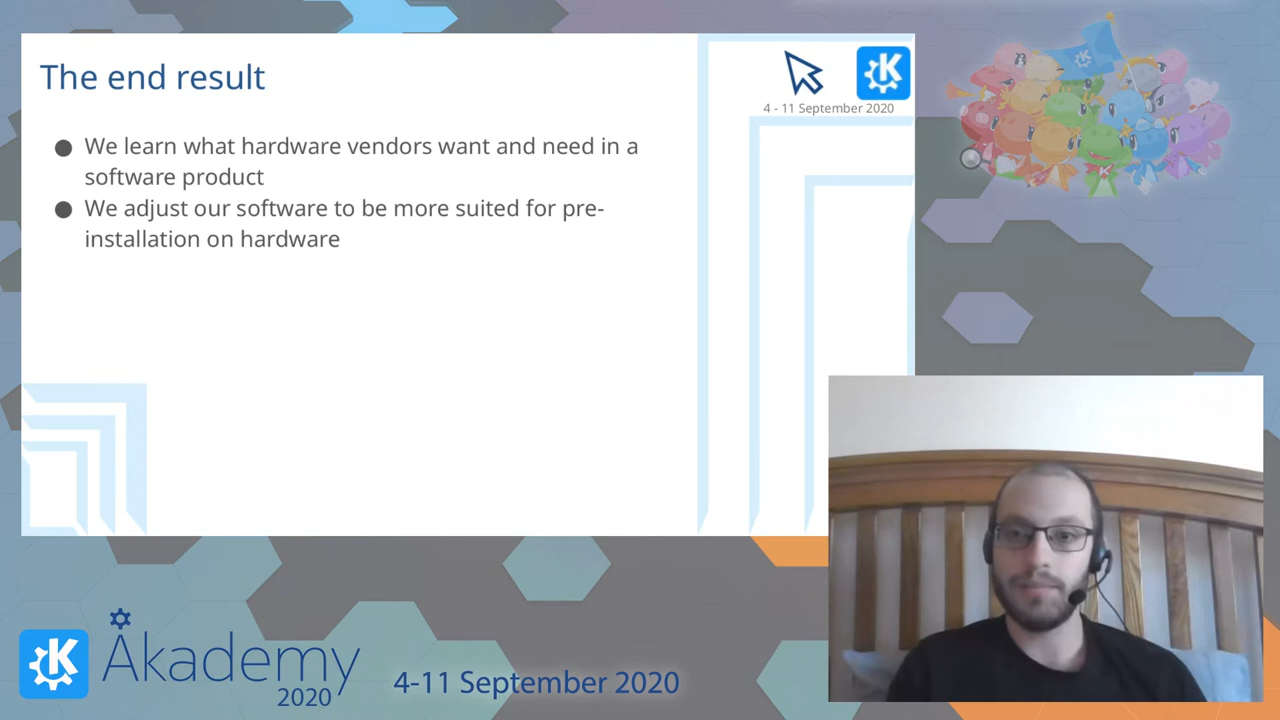 The end result
4 - 11 September 2020
● We learn what hardware vendors want and need in a
software product
● We adjust our software to be more suited for pre-
installation on hardware
Akademy
2020
4-11 September 2020